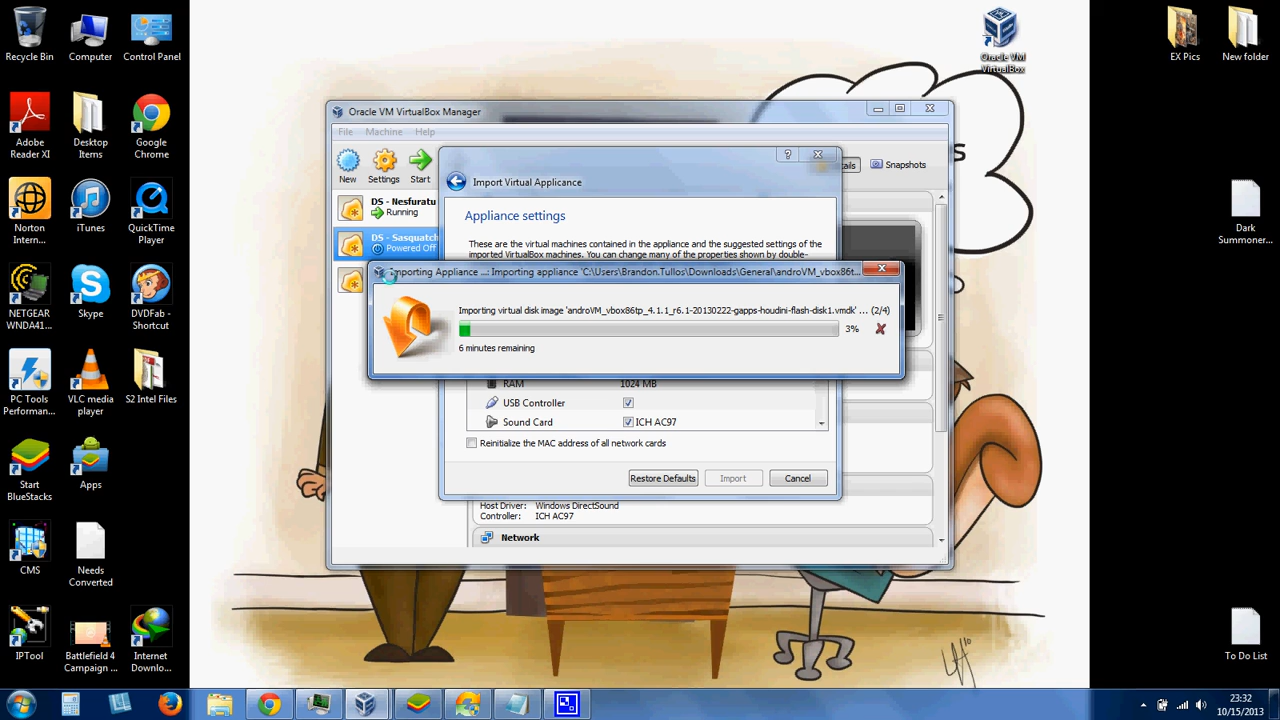 Recycle Bin
Computer
Control Panel
Adobe
Reader XI
Desktop
Items
Google
Chrome
Norton
Intern...
iTunes
QuickTime
Player
NETGEAR
WNDA41...
Skype
DVDFab -
Shortcut
PC Tools
Performan...
VLC media
player
S2 Intel Files
Start
BlueStacks
Apps
CMS
Needs
Converted
IPTool
Battlefield 4
Campaign ...
Internet
Downlo...
Oracle VM
VirtualBox
EX Pics
New folder
Dark
Summoner...
To Do List
Oracle VM VirtualBox Manager
File Machine Help
New Settings Start
Snapshots
DS - Nesfuratu
Running
DS - Sasquatch
Powered Off
Import Virtual Applicance
Appliance settings
These are the virtual machines contained in the appliance and the suggested settings of the
imported VirtualBox machines. You can change many of the properties shown by double-
Importing Appliance ...: Importing appliance 'C:\Users\Brandon.Tullos\Downloads\General\androVM_vbox86t...
Importing virtual disk image 'androVM_vbox86tp_4.1.1_r6.1-20130222-gapps-houdini-flash-disk1.vmdk' ... (2/4)
3%
6 minutes remaining
RAM 1024 MB
USB Controller
Sound Card ICH AC97
Reinitialize the MAC address of all network cards
Restore Defaults Import Cancel
Host Driver: Windows DirectSound
Controller: ICH AC97
Network
23:32
10/15/2013